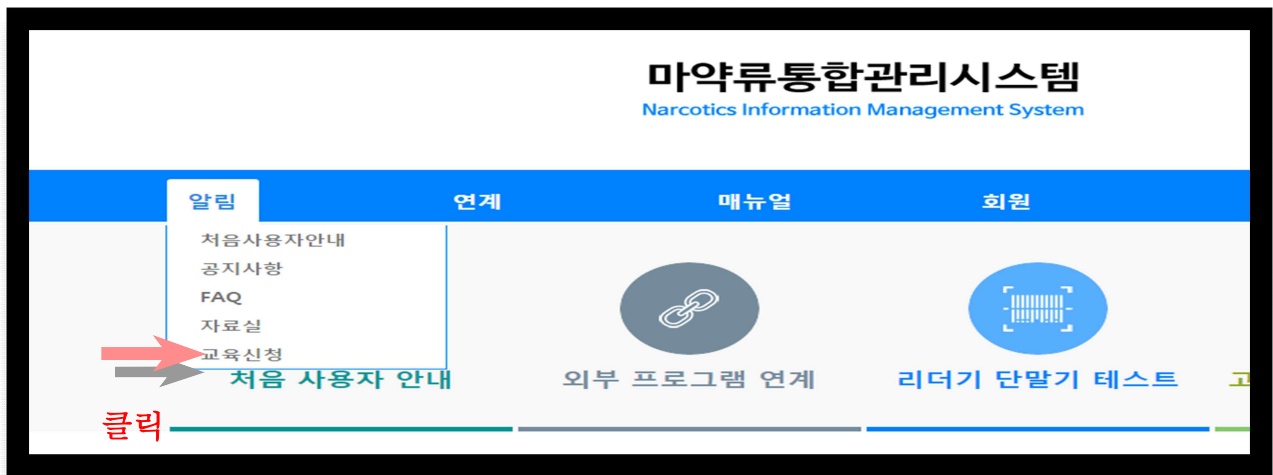 마약류통합관리시스템
Narcotics Information Management System
알림 연계 매뉴얼 회원
처음사용자안내
공지사항
FAQ
자료실
교육신청
처음 사용자 안내 외부 프로그램 연계 리더기 단말기 테스트
클릭